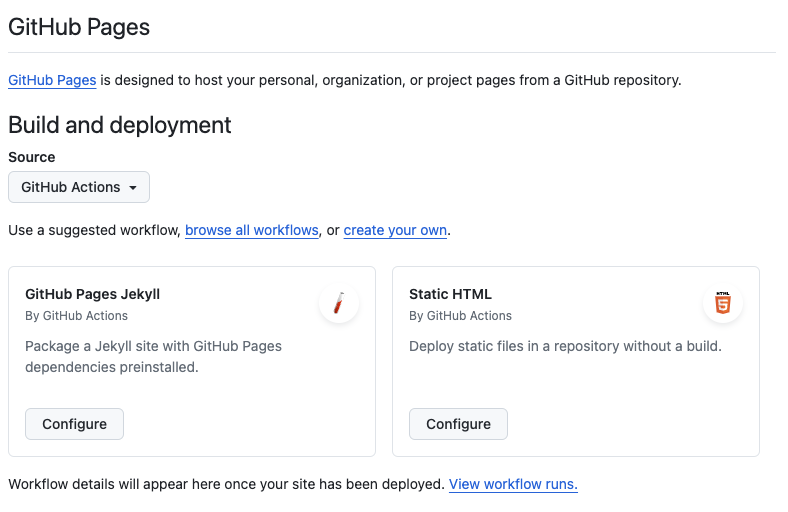 GitHub Pages
GitHub Pages is designed to host your personal, organization, or project pages from a GitHub repository.
Build and deployment
Source
GitHub Actions
Use a suggested workflow, browse all workflows, or create your own.
GitHub Pages Jekyll
By GitHub Actions
Package a Jekyll site with GitHub Pages
dependencies preinstalled.
Configure
Static HTML
HTML
5
By GitHub Actions
Deploy static files in a repository without a build.
Configure
Workflow details will appear here once your site has been deployed. View workflow runs.